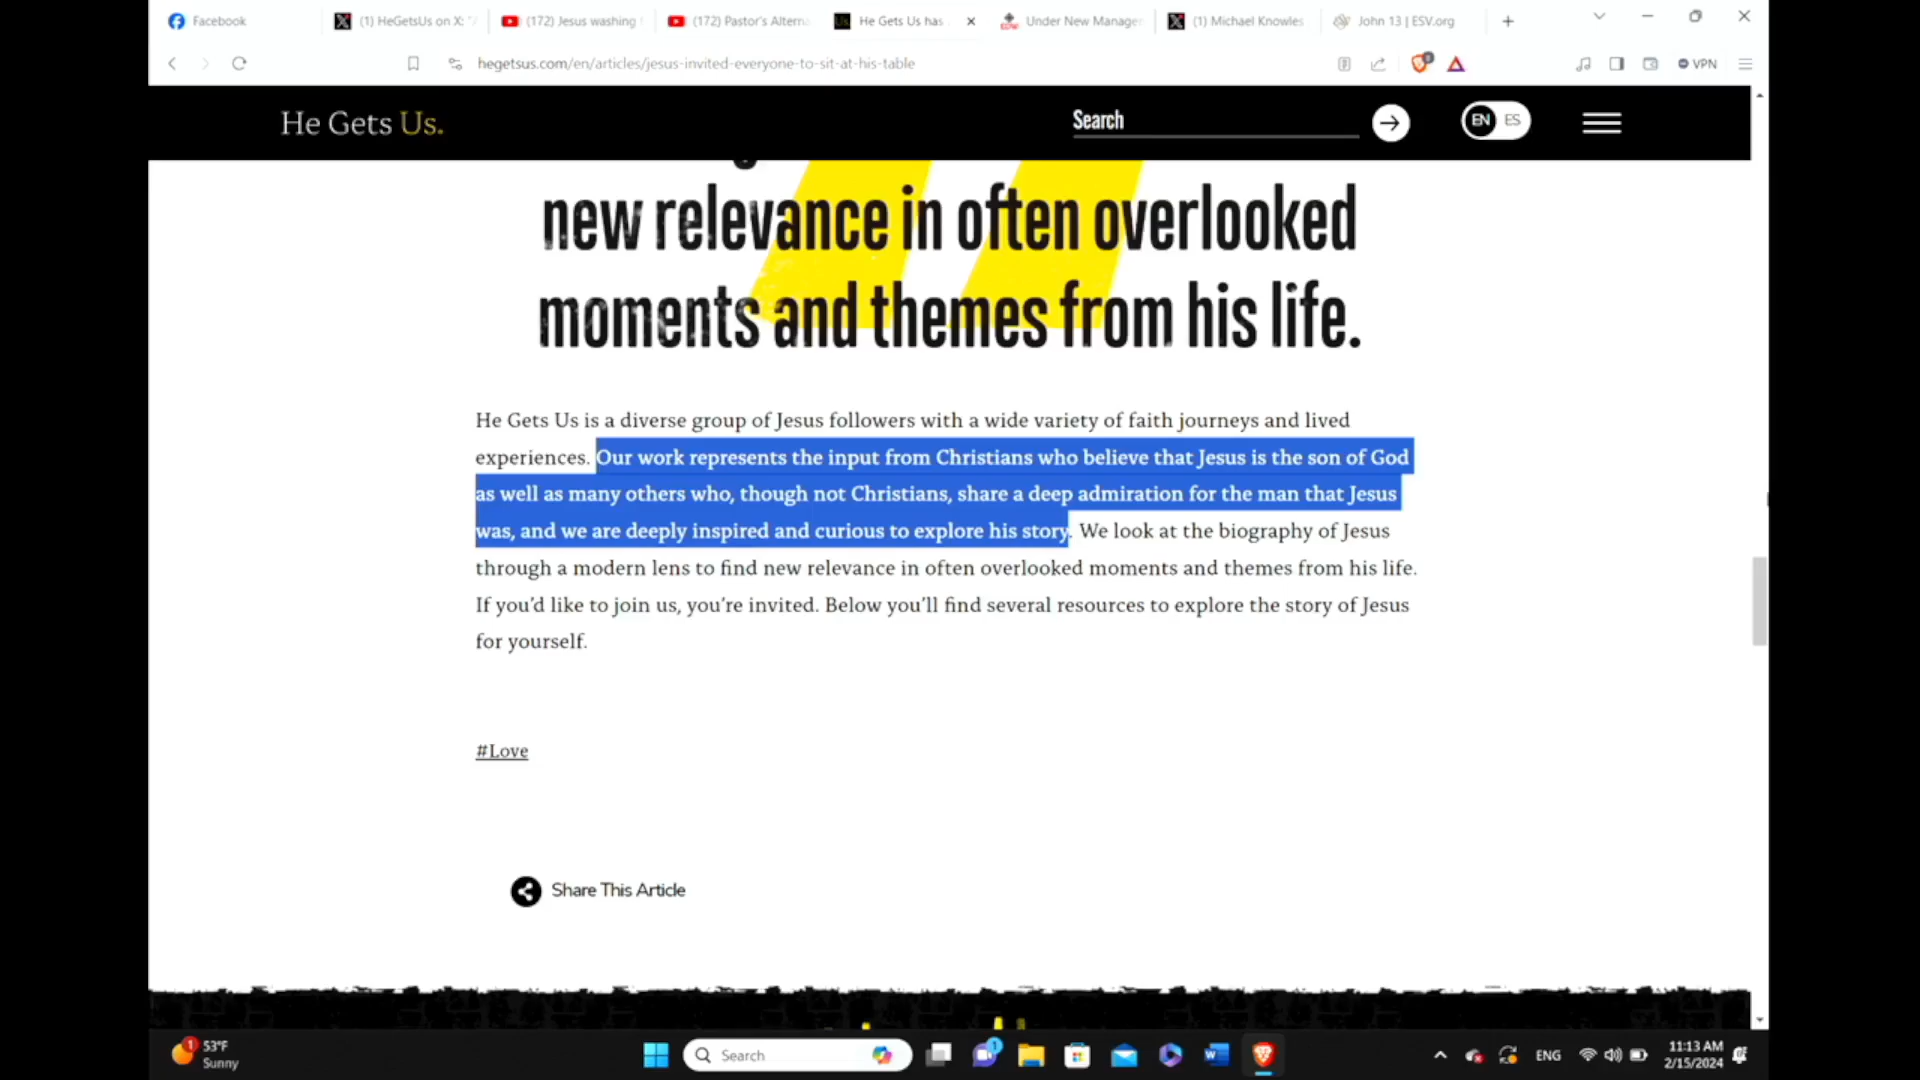 Facebook
(1) HeGetsUs on X: "
(172) Jesus washing
(172) Pastor's Alterna
He Gets Us has
Under New Manage
(1) Michael Knowles
John 13 | ESV.org
hegetsus.com/en/articles/jesus-invited-everyone-to-sit-at-his-table
VPN
He Gets Us.
Search
EN ES
new relevance in often overlooked
moments and themes from his life.
He Gets Us is a diverse group of Jesus followers with a wide variety of faith journeys and lived
experiences. Our work represents the input from Christians who believe that Jesus is the son of God
as well as many others who, though not Christians, share a deep admiration for the man that Jesus
was, and we are deeply inspired and curious to explore his story. We look at the biography of Jesus
through a modern lens to find new relevance in often overlooked moments and themes from his life.
If you'd like to join us, you're invited. Below you'll find several resources to explore the story of Jesus
for yourself.
#Love
Share This Article
1
53°F
Sunny
Search
1
ENG
11:13 AM
2/15/2024